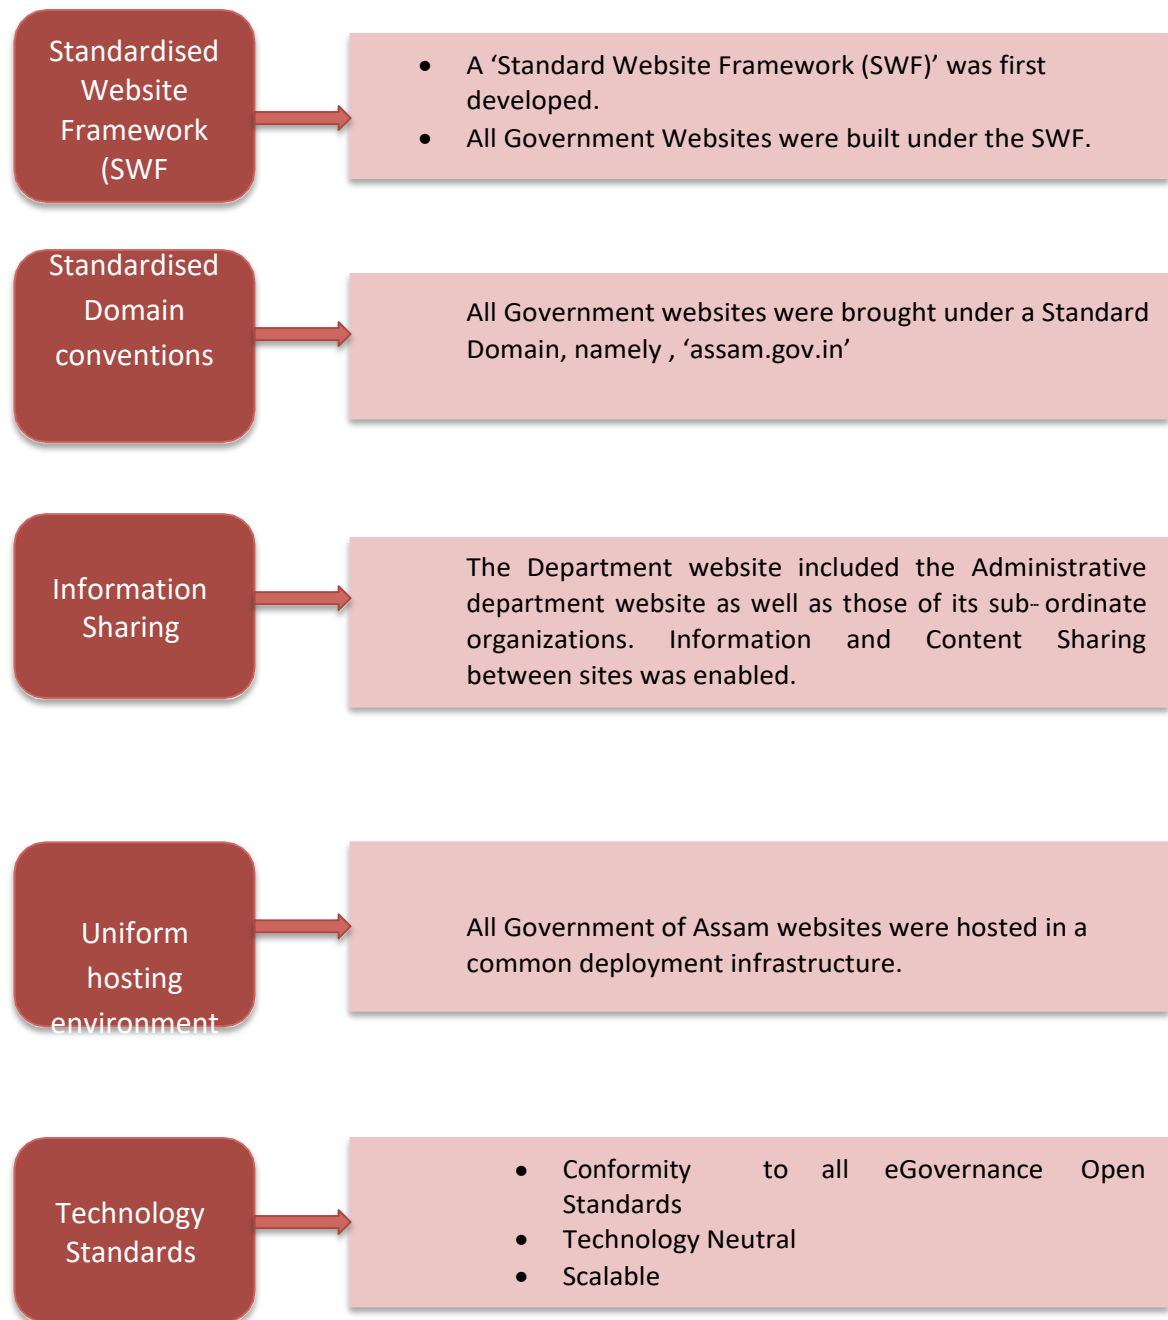 Standardised
Website
Framework
(SWF
• A ‘Standard Website Framework (SWF)’ was first
developed.
• All Government Websites were built under the SWF.
Standardised
Domain
conventions
All Government websites were brought under a Standard
Domain, namely , ‘assam.gov.in’
Information
Sharing
The Department website included the Administrative
department website as well as those of its sub-ordinate
organizations. Information and Content Sharing
between sites was enabled.
Uniform
hosting
environment
All Government of Assam websites were hosted in a
common deployment infrastructure.
Technology
Standards
• Conformity to all eGovernance Open
Standards
• Technology Neutral
• Scalable